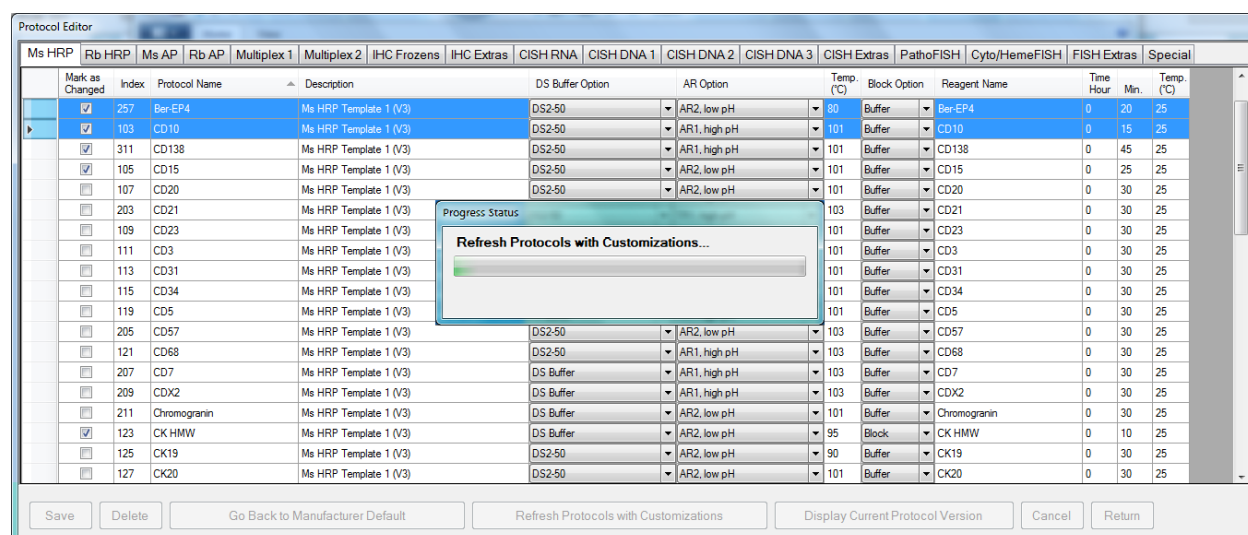 Protocol Editor
Ms HRP Rb HRP Ms AP Rb AP Multiplex 1 Multiplex 2 IHC Frozens IHC Extras CISH RNA CISH DNA 1 CISH DNA 2 CISH DNA 3 CISH Extras PathoFISH Cyto/HemeFISH FISH Extras Special
Mark as Changed Index Protocol Name Description DS Buffer Option AR Option Temp. (°C) Block Option Reagent Name Time Hour Min. Temp. (°C)
257 Ber-EP4 Ms HRP Template 1 (V3) DS2-50 AR2, low pH 80 Buffer Ber-EP4 0 20 25
103 CD10 Ms HRP Template 1 (V3) DS2-50 AR1, high pH 101 Buffer CD10 0 15 25
311 CD138 Ms HRP Template 1 (V3) DS2-50 AR1, high pH 101 Buffer CD138 0 45 25
105 CD15 Ms HRP Template 1 (V3) DS2-50 AR2, low pH 101 Buffer CD15 0 25 25
107 CD20 Ms HRP Template 1 (V3) DS2-50 AR2, low pH 101 Buffer CD20 0 30 25
203 CD21 Ms HRP Template 1 (V3) 103 Buffer CD21 0 30 25
109 CD23 Ms HRP Template 1 (V3) 101 Buffer CD23 0 30 25
111 CD3 Ms HRP Template 1 (V3) 101 Buffer CD3 0 30 25
113 CD31 Ms HRP Template 1 (V3) 101 Buffer CD31 0 30 25
115 CD34 Ms HRP Template 1 (V3) 101 Buffer CD34 0 30 25
119 CD5 Ms HRP Template 1 (V3) 101 Buffer CD5 0 30 25
205 CD57 Ms HRP Template 1 (V3) DS2-50 AR2, low pH 103 Buffer CD57 0 30 25
121 CD68 Ms HRP Template 1 (V3) DS2-50 AR1, high pH 103 Buffer CD68 0 30 25
207 CD7 Ms HRP Template 1 (V3) DS Buffer AR1, high pH 103 Buffer CD7 0 30 25
209 CDX2 Ms HRP Template 1 (V3) DS Buffer AR1, high pH 103 Buffer CDX2 0 30 25
211 Chromogranin Ms HRP Template 1 (V3) DS Buffer AR2, low pH 101 Buffer Chromogranin 0 30 25
123 CK HMW Ms HRP Template 1 (V3) DS Buffer AR2, low pH 95 Block CK HMW 0 10 25
125 CK19 Ms HRP Template 1 (V3) DS2-50 AR2, low pH 90 Buffer CK19 0 30 25
127 CK20 Ms HRP Template 1 (V3) DS2-50 AR2, low pH 101 Buffer CK20 0 30 25
Progress Status
Refresh Protocols with Customizations...
Save Delete Go Back to Manufacturer Default Refresh Protocols with Customizations Display Current Protocol Version Cancel Return